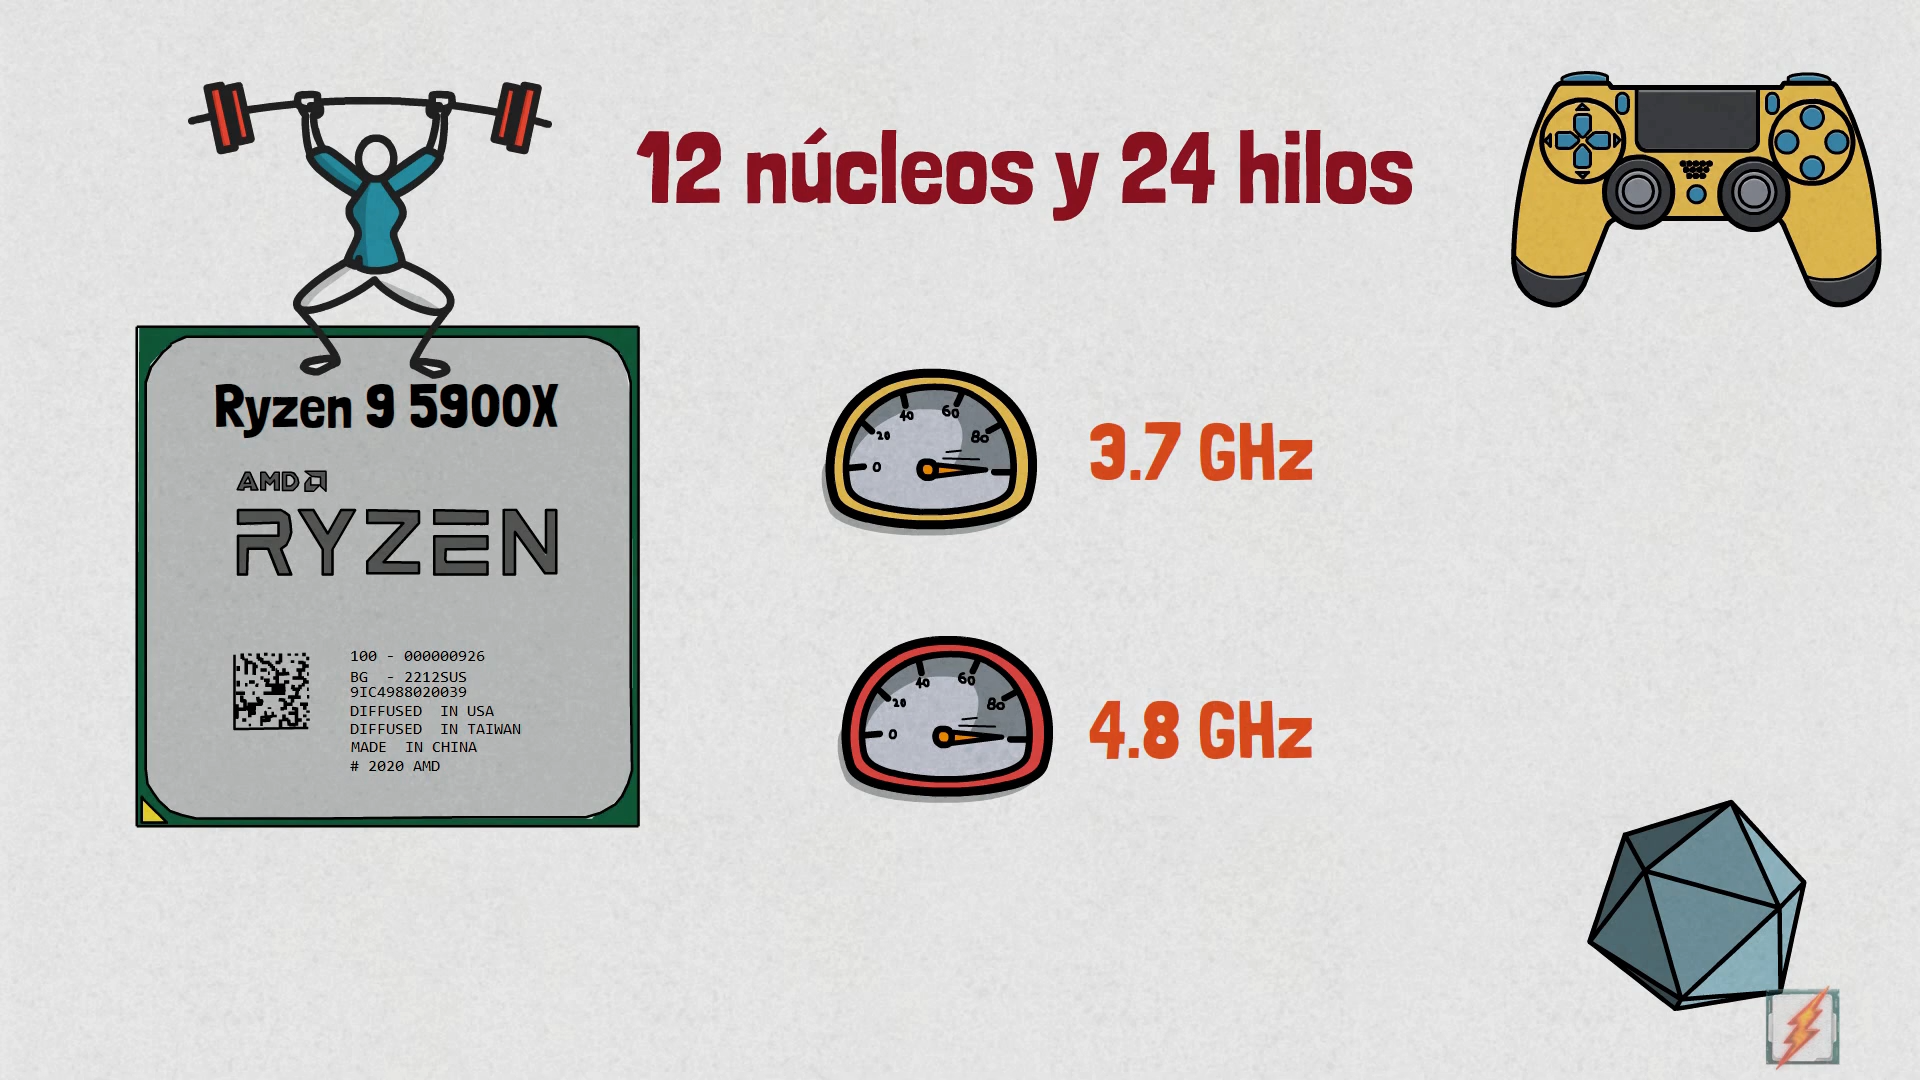 12 núcleos y 24 hilos
Ryzen 9 5900X
AMD
RYZEN
100 - 000000926
BG - 2212SUS
9IC4988020039
DIFFUSED IN USA
DIFFUSED IN TAIWAN
MADE IN CHINA
# 2020 AMD
0 20 40 60 80
3.7 GHz
0 20 40 60 80
4.8 GHz